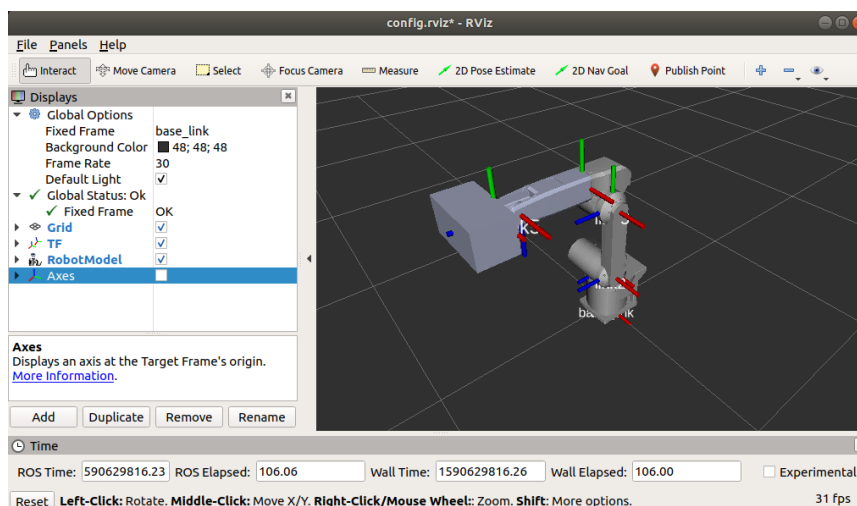 config.rviz* - RViz
File Panels Help
Interact Move Camera Select Focus Camera Measure 2D Pose Estimate 2D Nav Goal Publish Point
Displays
Global Options
Fixed Frame base_link
Background Color 48; 48; 48
Frame Rate 30
Default Light
Global Status: Ok
Fixed Frame OK
Grid
TF
RobotModel
Axes
Axes
Displays an axis at the Target Frame's origin.
More Information.
Add Duplicate Remove Rename
Time
ROS Time: 590629816.23 ROS Elapsed: 106.06 Wall Time: 1590629816.26 Wall Elapsed: 106.00 Experimental
Reset Left-Click: Rotate. Middle-Click: Move X/Y. Right-Click/Mouse Wheel:: Zoom. Shift: More options. 31 fps